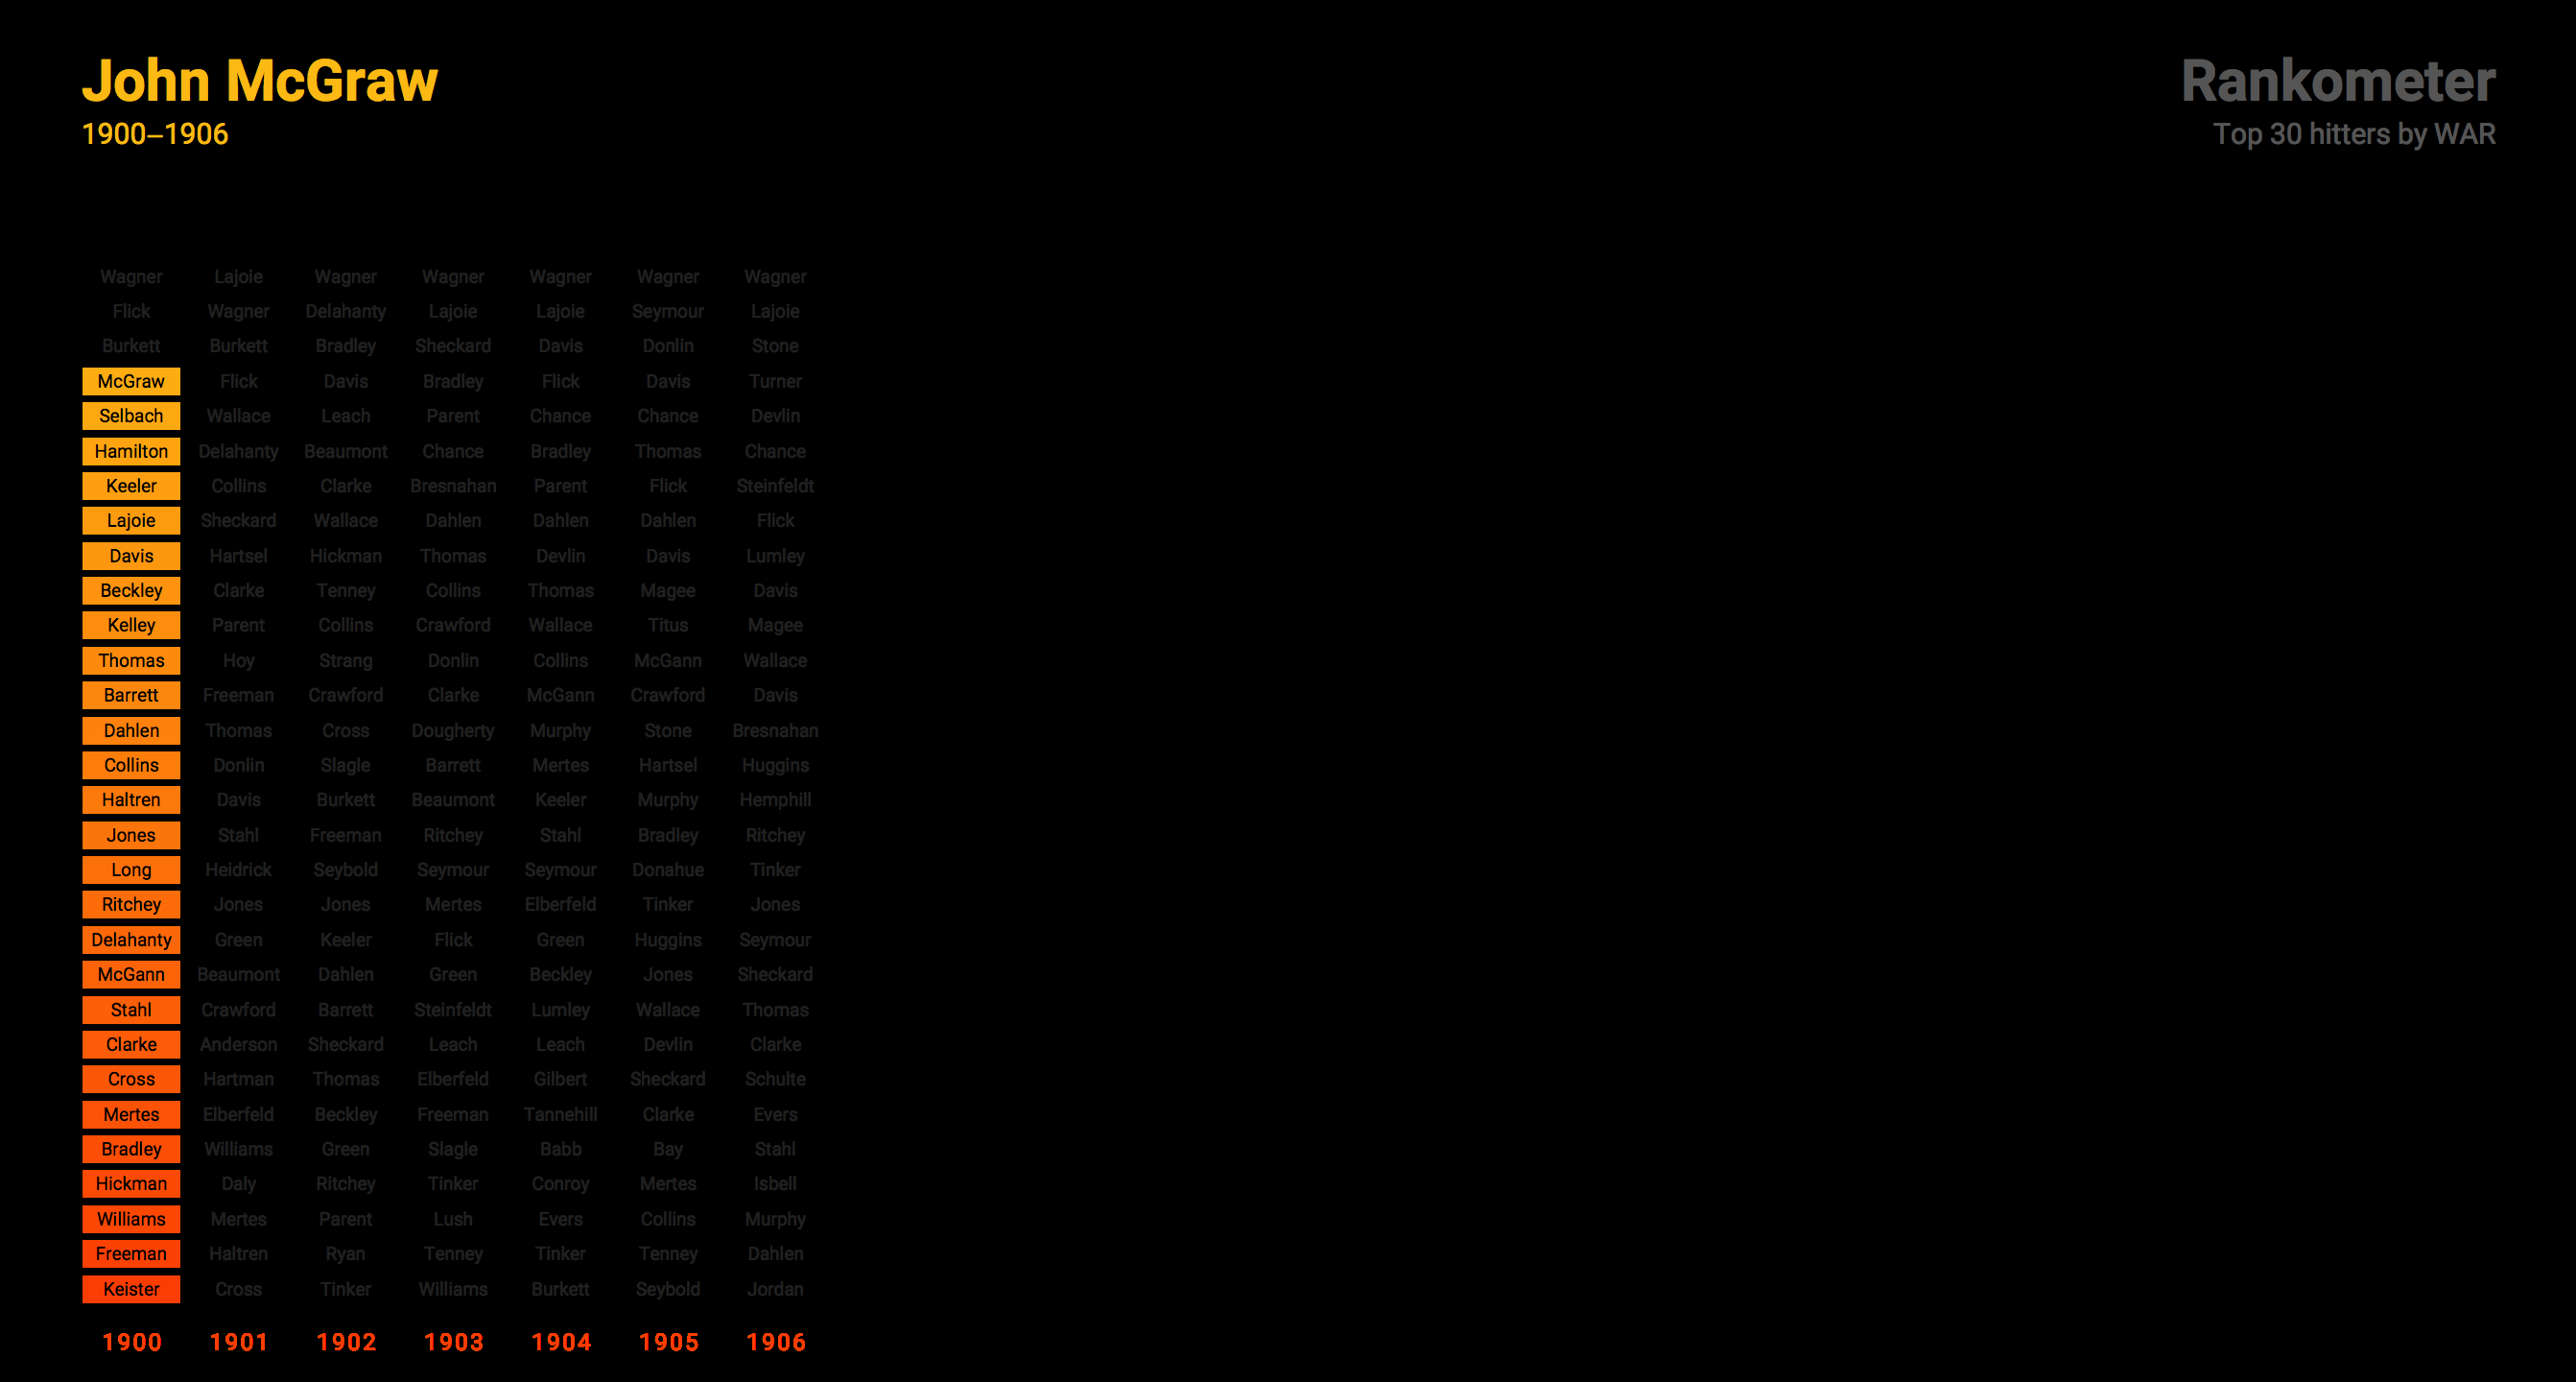 John McGraw
1900–1906
Rankometer
Top 30 hitters by WAR
Wagner Lajoie Wagner Wagner Wagner Wagner Wagner
Flick Wagner Delahanty Lajoie Lajoie Seymour Lajoie
Burkett Burkett Bradley Sheckard Davis Donlin Stone
McGraw Flick Davis Bradley Flick Davis Turner
Selbach Wallace Leach Parent Chance Chance Devlin
Hamilton Delahanty Beaumont Chance Bradley Thomas Chance
Keeler Collins Clarke Bresnahan Parent Flick Steinfeldt
Lajoie Sheckard Wallace Dahlen Dahlen Dahlen Flick
Davis Hartsel Hickman Thomas Devlin Davis Lumley
Beckley Clarke Tenney Collins Thomas Magee Davis
Kelley Parent Collins Crawford Wallace Titus Magee
Thomas Hoy Strang Donlin Collins McGann Wallace
Barrett Freeman Crawford Clarke McGann Crawford Davis
Dahlen Thomas Cross Dougherty Murphy Stone Bresnahan
Collins Donlin Slagle Barrett Mertes Hartsel Huggins
Haltren Davis Burkett Beaumont Keeler Murphy Hemphill
Jones Stahl Freeman Ritchey Stahl Bradley Ritchey
Long Heidrick Seybold Seymour Seymour Donahue Tinker
Ritchey Jones Jones Mertes Elberfeld Tinker Jones
Delahanty Green Keeler Flick Green Huggins Seymour
McGann Beaumont Dahlen Green Beckley Jones Sheckard
Stahl Crawford Barrett Steinfeldt Lumley Wallace Thomas
Clarke Anderson Sheckard Leach Leach Devlin Clarke
Cross Hartman Thomas Elberfeld Gilbert Sheckard Schulte
Mertes Elberfeld Beckley Freeman Tannehill Clarke Evers
Bradley Williams Green Slagle Babb Bay Stahl
Hickman Daly Ritchey Tinker Conroy Mertes Isbell
Williams Mertes Parent Lush Evers Collins Murphy
Freeman Haltren Ryan Tenney Tinker Tenney Dahlen
Keister Cross Tinker Williams Burkett Seybold Jordan
1900 1901 1902 1903 1904 1905 1906